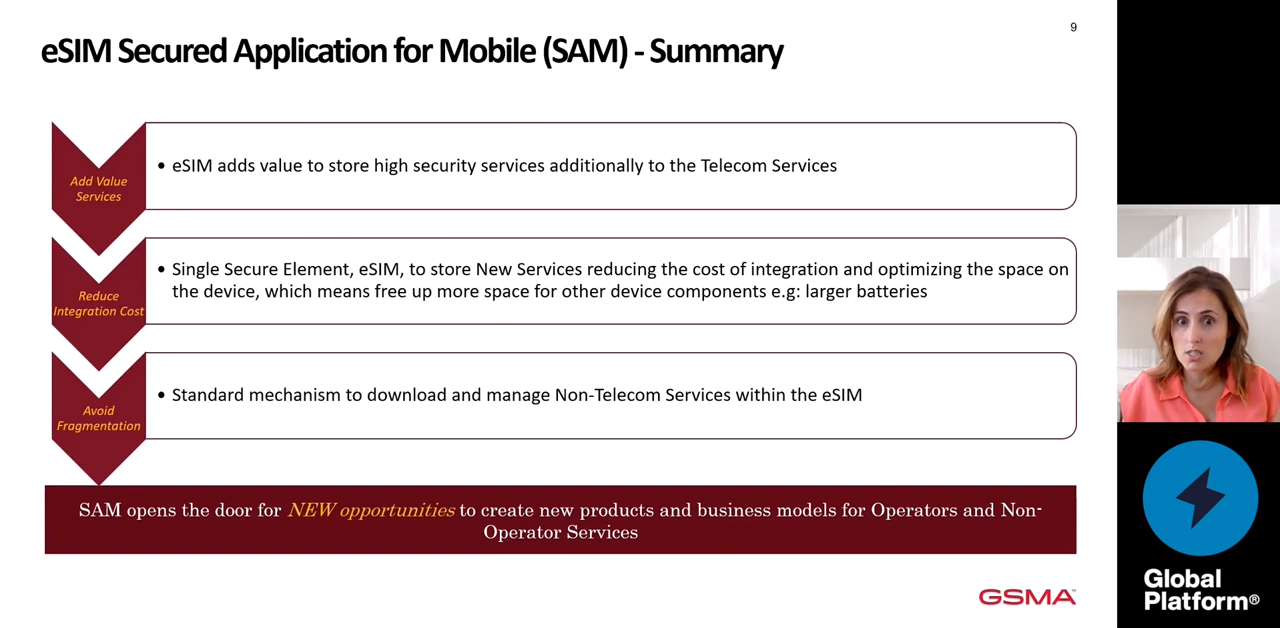 9
eSIM Secured Application for Mobile (SAM) - Summary
Add Value
Services
• eSIM adds value to store high security services additionally to the Telecom Services
Reduce
Integration Cost
• Single Secure Element, eSIM, to store New Services reducing the cost of integration and optimizing the space on
the device, which means free up more space for other device components e.g: larger batteries
Avoid
Fragmentation
• Standard mechanism to download and manage Non-Telecom Services within the eSIM
SAM opens the door for NEW opportunities to create new products and business models for Operators and Non-
Operator Services
GSMA™
Global
Platform®